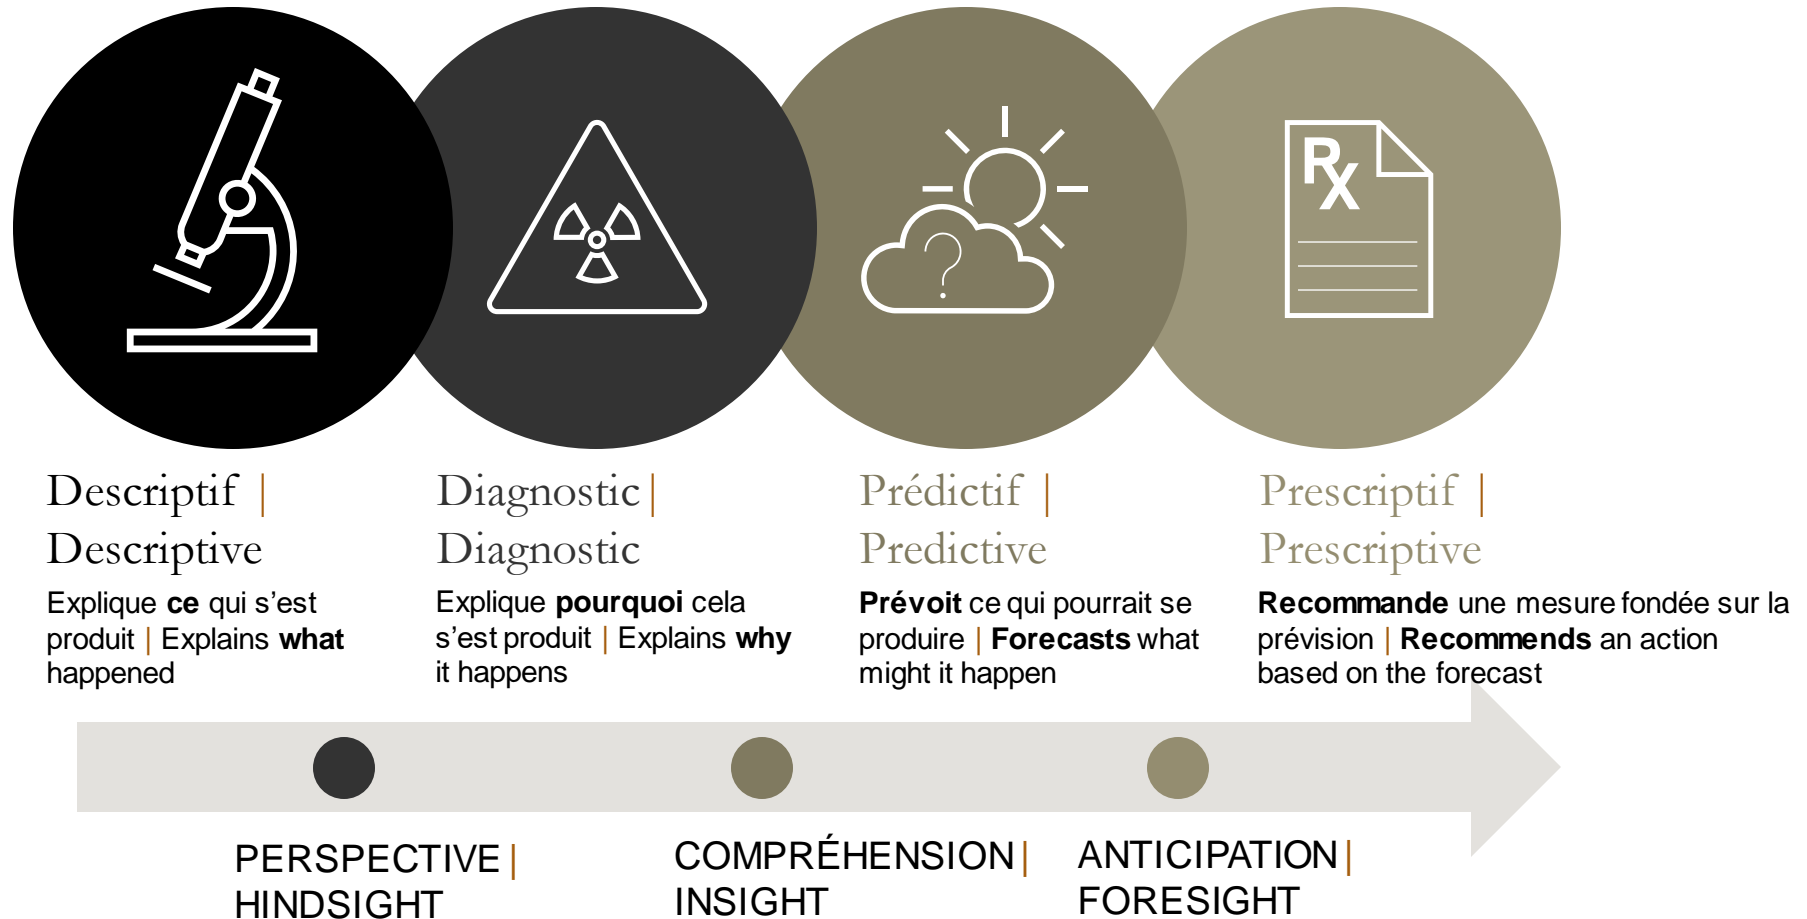 Rx
?
Descriptif |
Descriptive
Explique ce qui s’est
produit | Explains what
happened
Diagnostic|
Diagnostic
Explique pourquoi cela
s’est produit | Explains why
it happens
Prédictif |
Predictive
Prévoit ce qui pourrait se
produire | Forecasts what
might it happen
Prescriptif |
Prescriptive
Recommande une mesure fondée sur la
prévision | Recommends an action
based on the forecast
PERSPECTIVE|
HINDSIGHT
COMPRÉHENSION|
INSIGHT
ANTICIPATION|
FORESIGHT